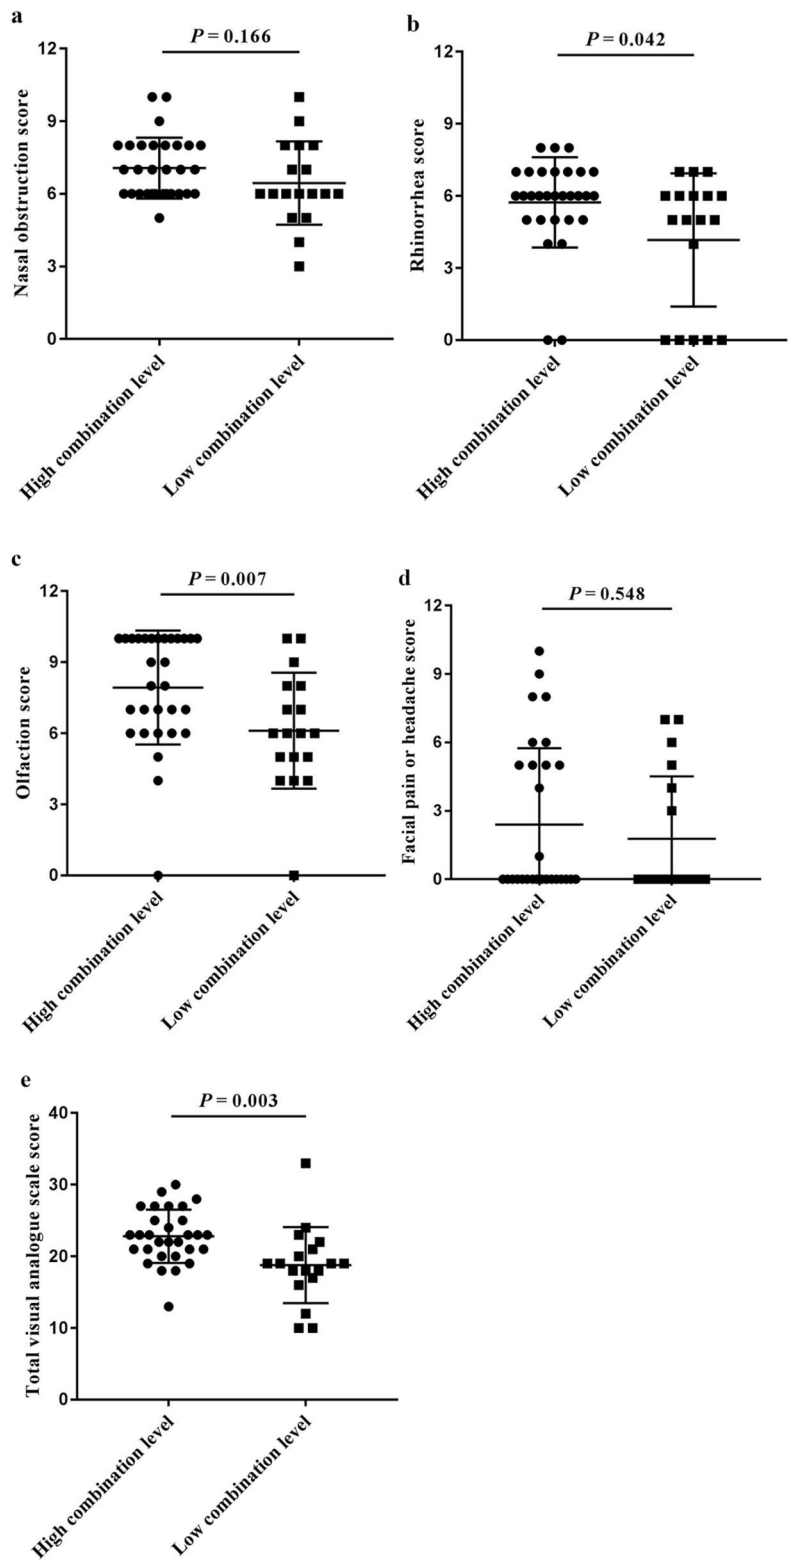 a
P = 0.166
12
9
6
3
0
Nasal obstruction score
High combination level
Low combination level
b
P = 0.042
12
9
6
3
0
Rhinorrhea score
High combination level
Low combination level
c
P = 0.007
12
9
6
3
0
Olfaction score
High combination level
Low combination level
d
P = 0.548
12
9
6
3
0
Facial pain or headache score
High combination level
Low combination level
e
P = 0.003
40
30
20
10
0
Total visual analogue scale score
High combination level
Low combination level